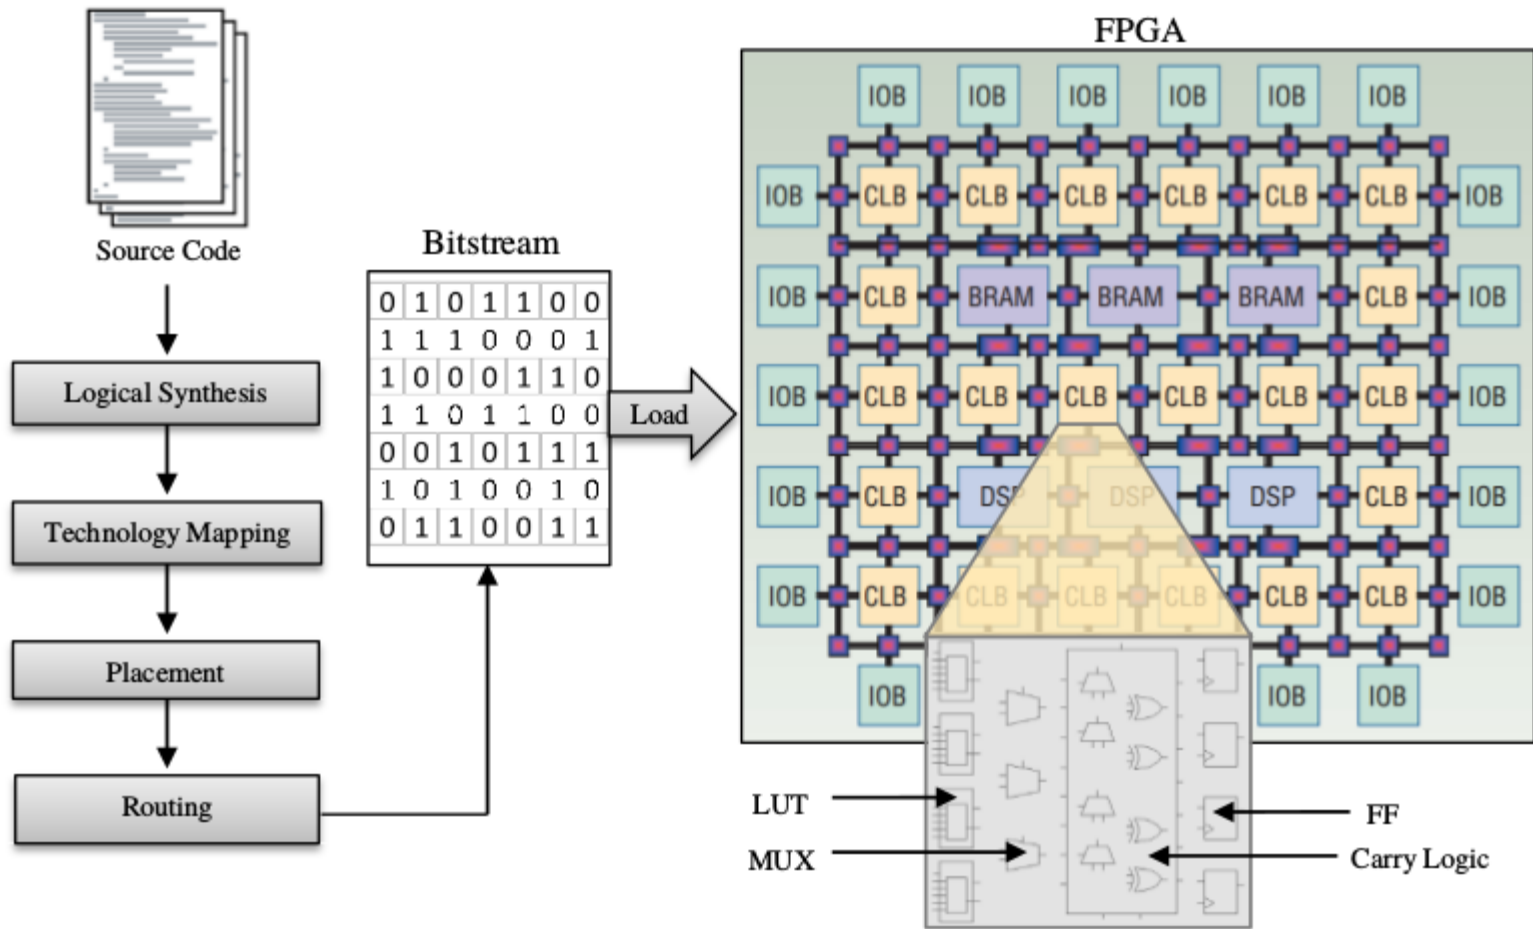 FPGA
Source Code
Logical Synthesis
Technology Mapping
Placement
Routing
Bitstream
0 1 0 1 1 0 0
1 1 1 0 0 0 1
1 0 0 0 1 1 0
1 1 0 1 1 0 0
0 0 1 0 1 1 1
1 0 1 0 0 1 0
0 1 1 0 0 1 1
Load
IOB IOB IOB IOB IOB IOB
IOB CLB CLB CLB CLB CLB CLB IOB
IOB CLB BRAM BRAM BRAM CLB IOB
IOB CLB CLB CLB CLB CLB CLB IOB
IOB CLB DSP DSP DSP CLB IOB
IOB CLB CLB CLB CLB CLB CLB IOB
IOB IOB IOB
LUT
MUX
FF
Carry Logic